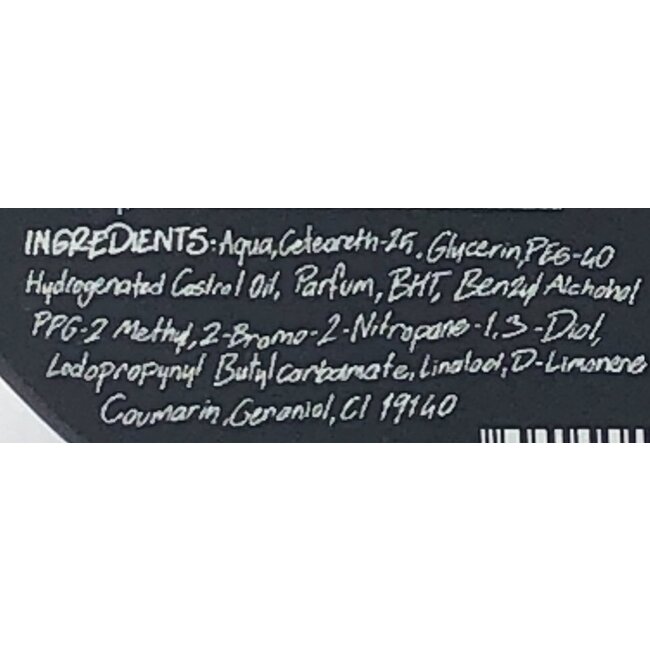 INGREDIENTS: Aqua, Ceteareth-25, Glycerin, PEG-40
Hydrogenated Castrol Oil, Parfum, BHT, Benzyl Alchohol
PPG-2 Methyl, 2-Bromo-2-Nitropane-1,3-Diol,
Lodopropynyl Butylcarbamate, Linalool, D-Limonene
Coumarin, Geraniol, CI 19140